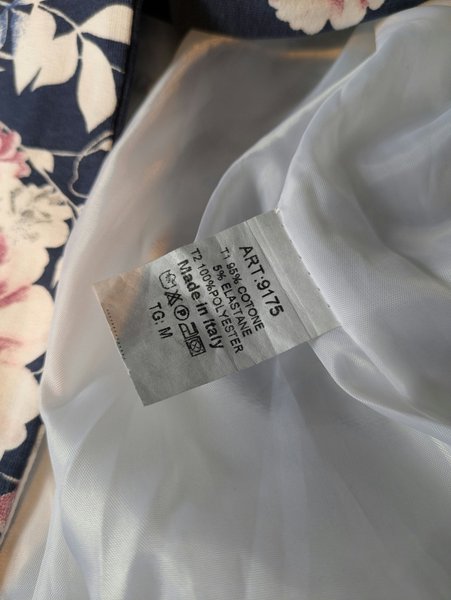 ART:9175
T1 95% COTONE
5% ELASTANE
T2 100%POLYESTER
Made in Italy
P
TG: M